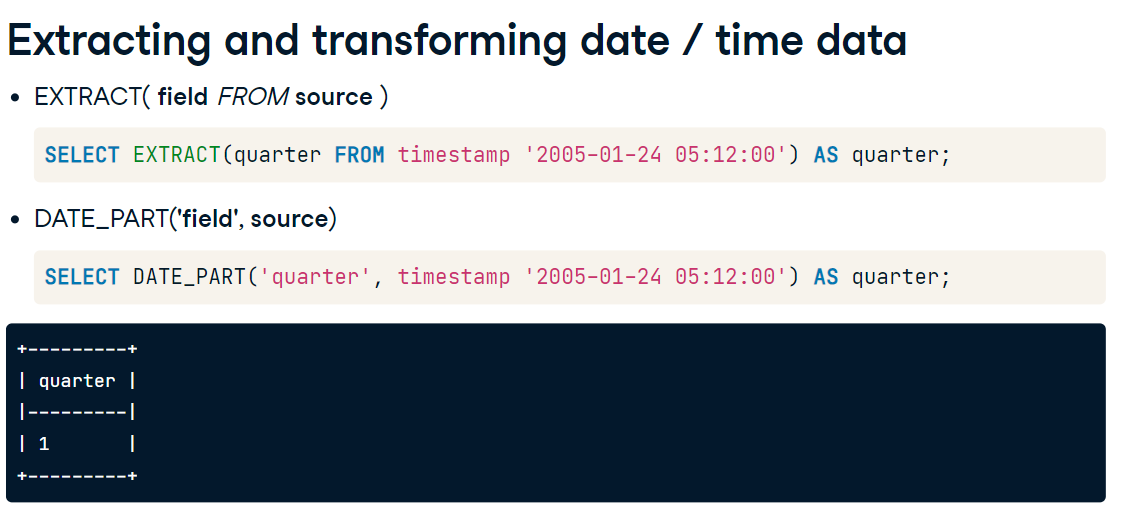 Extracting and transforming date / time data
• EXTRACT( field FROM source )
SELECT EXTRACT(quarter FROM timestamp '2005-01-24 05:12:00') AS quarter;
• DATE_PART('field', source)
SELECT DATE_PART('quarter', timestamp '2005-01-24 05:12:00') AS quarter;
+---------+
| quarter |
|---------|
| 1       |
+---------+